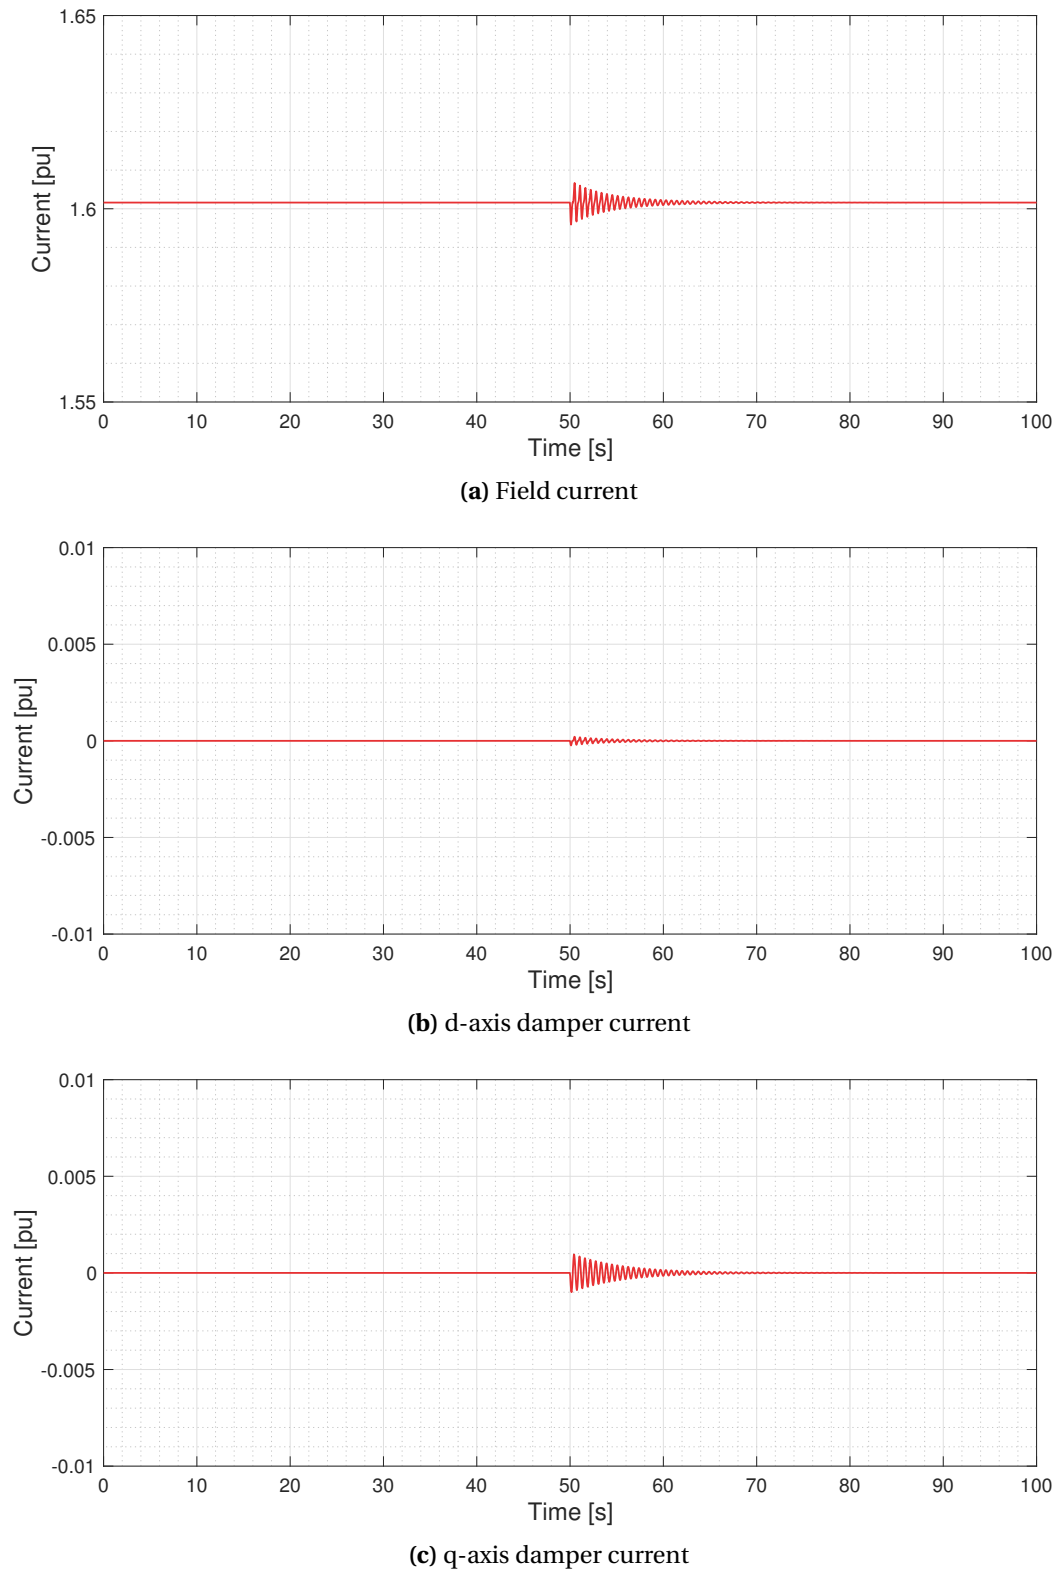 1.65
1.6
1.55
Current [pu]
0 10 20 30 40 50 60 70 80 90 100
Time [s]
(a) Field current
0.01
0.005
0
-0.005
-0.01
Current [pu]
0 10 20 30 40 50 60 70 80 90 100
Time [s]
(b) d-axis damper current
0.01
0.005
0
-0.005
-0.01
Current [pu]
0 10 20 30 40 50 60 70 80 90 100
Time [s]
(c) q-axis damper current